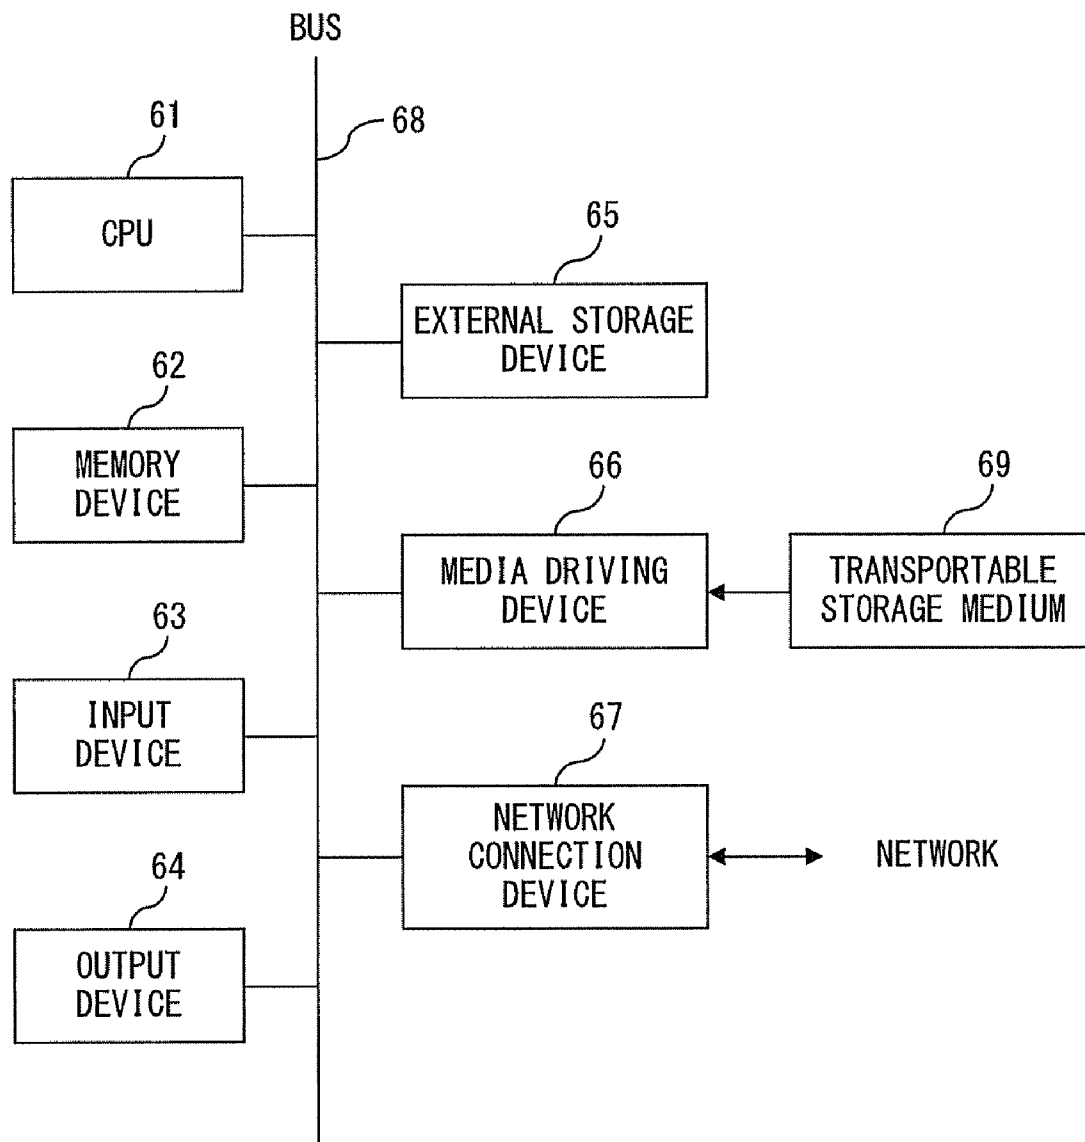 BUS
68
61
CPU
65
EXTERNAL STORAGE
DEVICE
62
MEMORY
DEVICE
66
MEDIA DRIVING
DEVICE
69
TRANSPORTABLE
STORAGE MEDIUM
63
INPUT
DEVICE
67
NETWORK
CONNECTION
DEVICE
NETWORK
64
OUTPUT
DEVICE